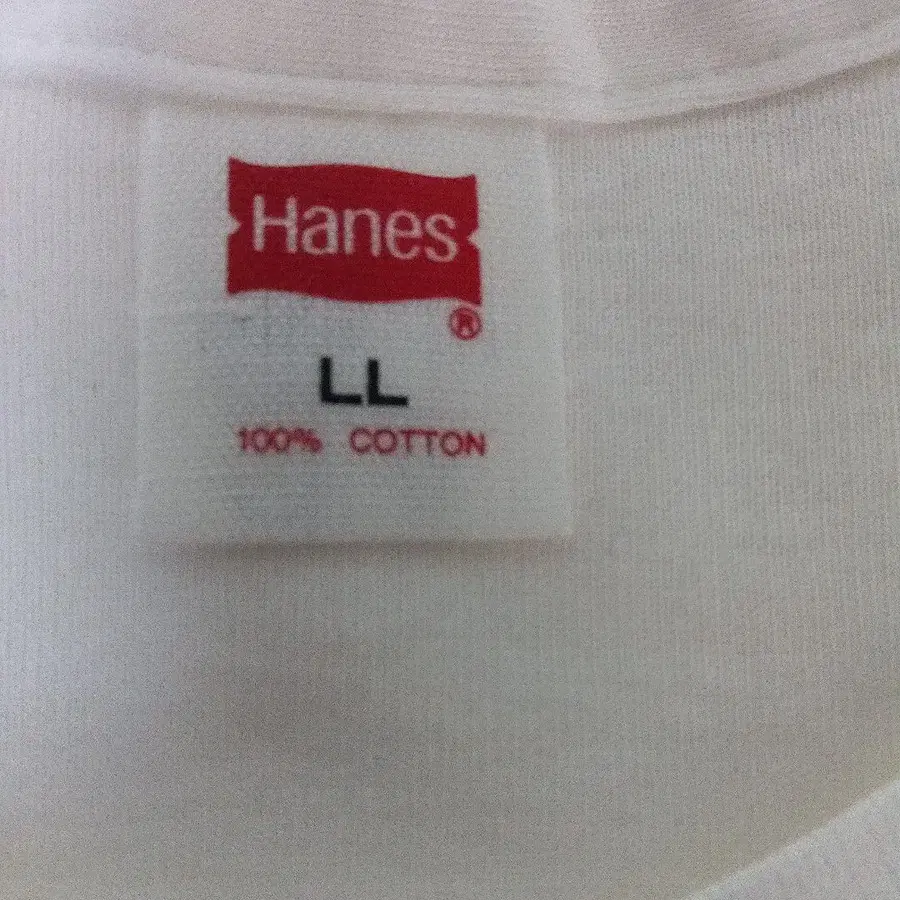 Hanes
®
LL
100% COTTON